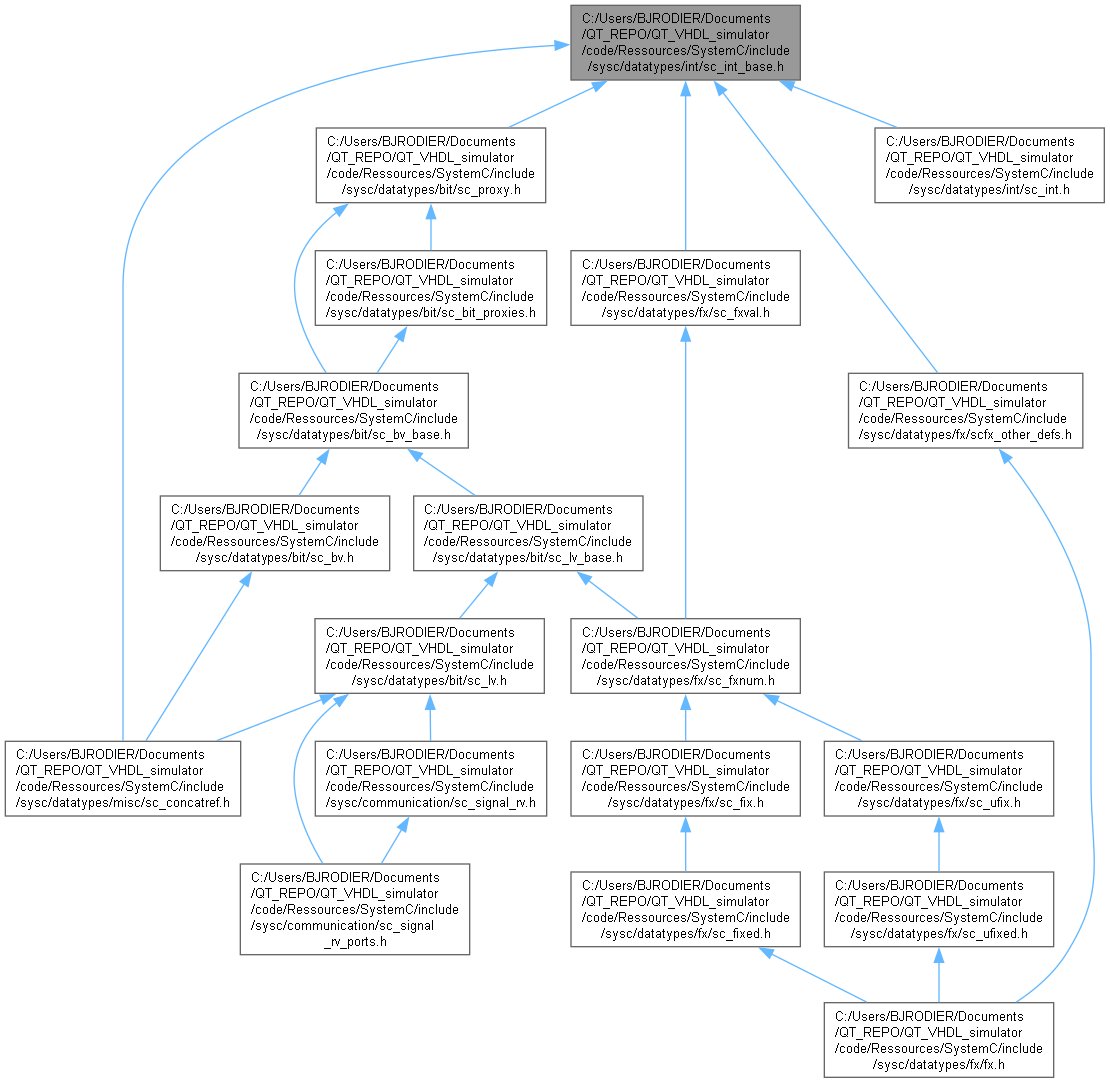 C:/Users/BJRODIER/Documents
/QT_REPO/QT_VHDL_simulator
/code/Ressources/SystemC/include
/sysc/datatypes/int/sc_int_base.h
C:/Users/BJRODIER/Documents
/QT_REPO/QT_VHDL_simulator
/code/Ressources/SystemC/include
/sysc/datatypes/bit/sc_proxy.h
C:/Users/BJRODIER/Documents
/QT_REPO/QT_VHDL_simulator
/code/Ressources/SystemC/include
/sysc/datatypes/int/sc_int.h
C:/Users/BJRODIER/Documents
/QT_REPO/QT_VHDL_simulator
/code/Ressources/SystemC/include
/sysc/datatypes/bit/sc_bit_proxies.h
C:/Users/BJRODIER/Documents
/QT_REPO/QT_VHDL_simulator
/code/Ressources/SystemC/include
/sysc/datatypes/fx/sc_fxval.h
C:/Users/BJRODIER/Documents
/QT_REPO/QT_VHDL_simulator
/code/Ressources/SystemC/include
/sysc/datatypes/bit/sc_bv_base.h
C:/Users/BJRODIER/Documents
/QT_REPO/QT_VHDL_simulator
/code/Ressources/SystemC/include
/sysc/datatypes/fx/scfx_other_defs.h
C:/Users/BJRODIER/Documents
/QT_REPO/QT_VHDL_simulator
/code/Ressources/SystemC/include
/sysc/datatypes/bit/sc_bv.h
C:/Users/BJRODIER/Documents
/QT_REPO/QT_VHDL_simulator
/code/Ressources/SystemC/include
/sysc/datatypes/bit/sc_lv_base.h
C:/Users/BJRODIER/Documents
/QT_REPO/QT_VHDL_simulator
/code/Ressources/SystemC/include
/sysc/datatypes/bit/sc_lv.h
C:/Users/BJRODIER/Documents
/QT_REPO/QT_VHDL_simulator
/code/Ressources/SystemC/include
/sysc/datatypes/fx/sc_fxnum.h
C:/Users/BJRODIER/Documents
/QT_REPO/QT_VHDL_simulator
/code/Ressources/SystemC/include
/sysc/datatypes/misc/sc_concatref.h
C:/Users/BJRODIER/Documents
/QT_REPO/QT_VHDL_simulator
/code/Ressources/SystemC/include
/sysc/communication/sc_signal_rv.h
C:/Users/BJRODIER/Documents
/QT_REPO/QT_VHDL_simulator
/code/Ressources/SystemC/include
/sysc/datatypes/fx/sc_fix.h
C:/Users/BJRODIER/Documents
/QT_REPO/QT_VHDL_simulator
/code/Ressources/SystemC/include
/sysc/datatypes/fx/sc_ufix.h
C:/Users/BJRODIER/Documents
/QT_REPO/QT_VHDL_simulator
/code/Ressources/SystemC/include
/sysc/communication/sc_signal
_rv_ports.h
C:/Users/BJRODIER/Documents
/QT_REPO/QT_VHDL_simulator
/code/Ressources/SystemC/include
/sysc/datatypes/fx/sc_fixed.h
C:/Users/BJRODIER/Documents
/QT_REPO/QT_VHDL_simulator
/code/Ressources/SystemC/include
/sysc/datatypes/fx/sc_ufixed.h
C:/Users/BJRODIER/Documents
/QT_REPO/QT_VHDL_simulator
/code/Ressources/SystemC/include
/sysc/datatypes/fx/fx.h